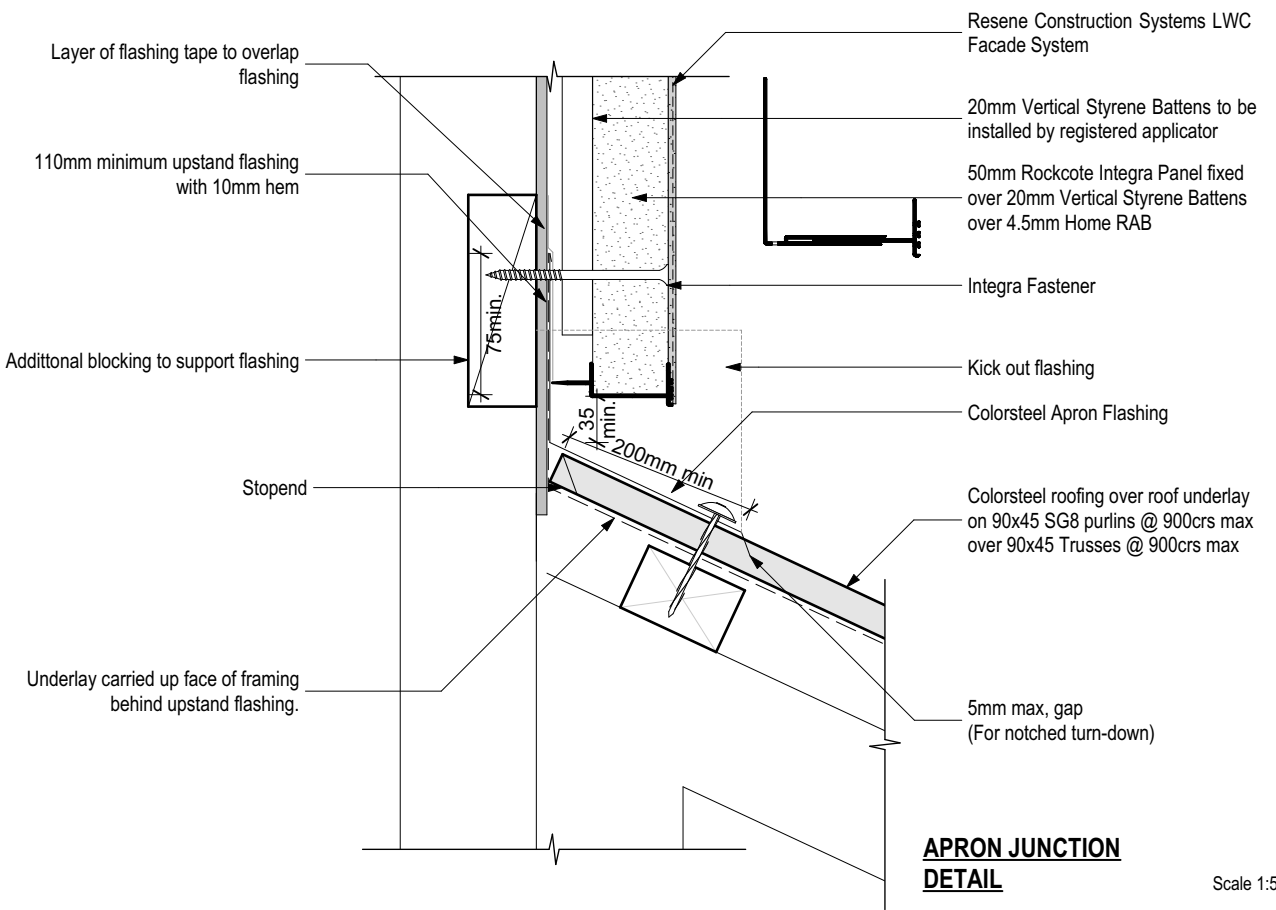 Layer of flashing tape to overlap
flashing
110mm minimum upstand flashing
with 10mm hem
75min.
Addittonal blocking to support flashing
Stopend
Underlay carried up face of framing
behind upstand flashing.
35
min.
200mm min
Resene Construction Systems LWC
Facade System
20mm Vertical Styrene Battens to be
installed by registered applicator
50mm Rockcote Integra Panel fixed
over 20mm Vertical Styrene Battens
over 4.5mm Home RAB
Integra Fastener
Kick out flashing
Colorsteel Apron Flashing
Colorsteel roofing over roof underlay
on 90x45 SG8 purlins @ 900crs max
over 90x45 Trusses @ 900crs max
5mm max, gap
(For notched turn-down)
APRON JUNCTION
DETAIL
Scale 1:5